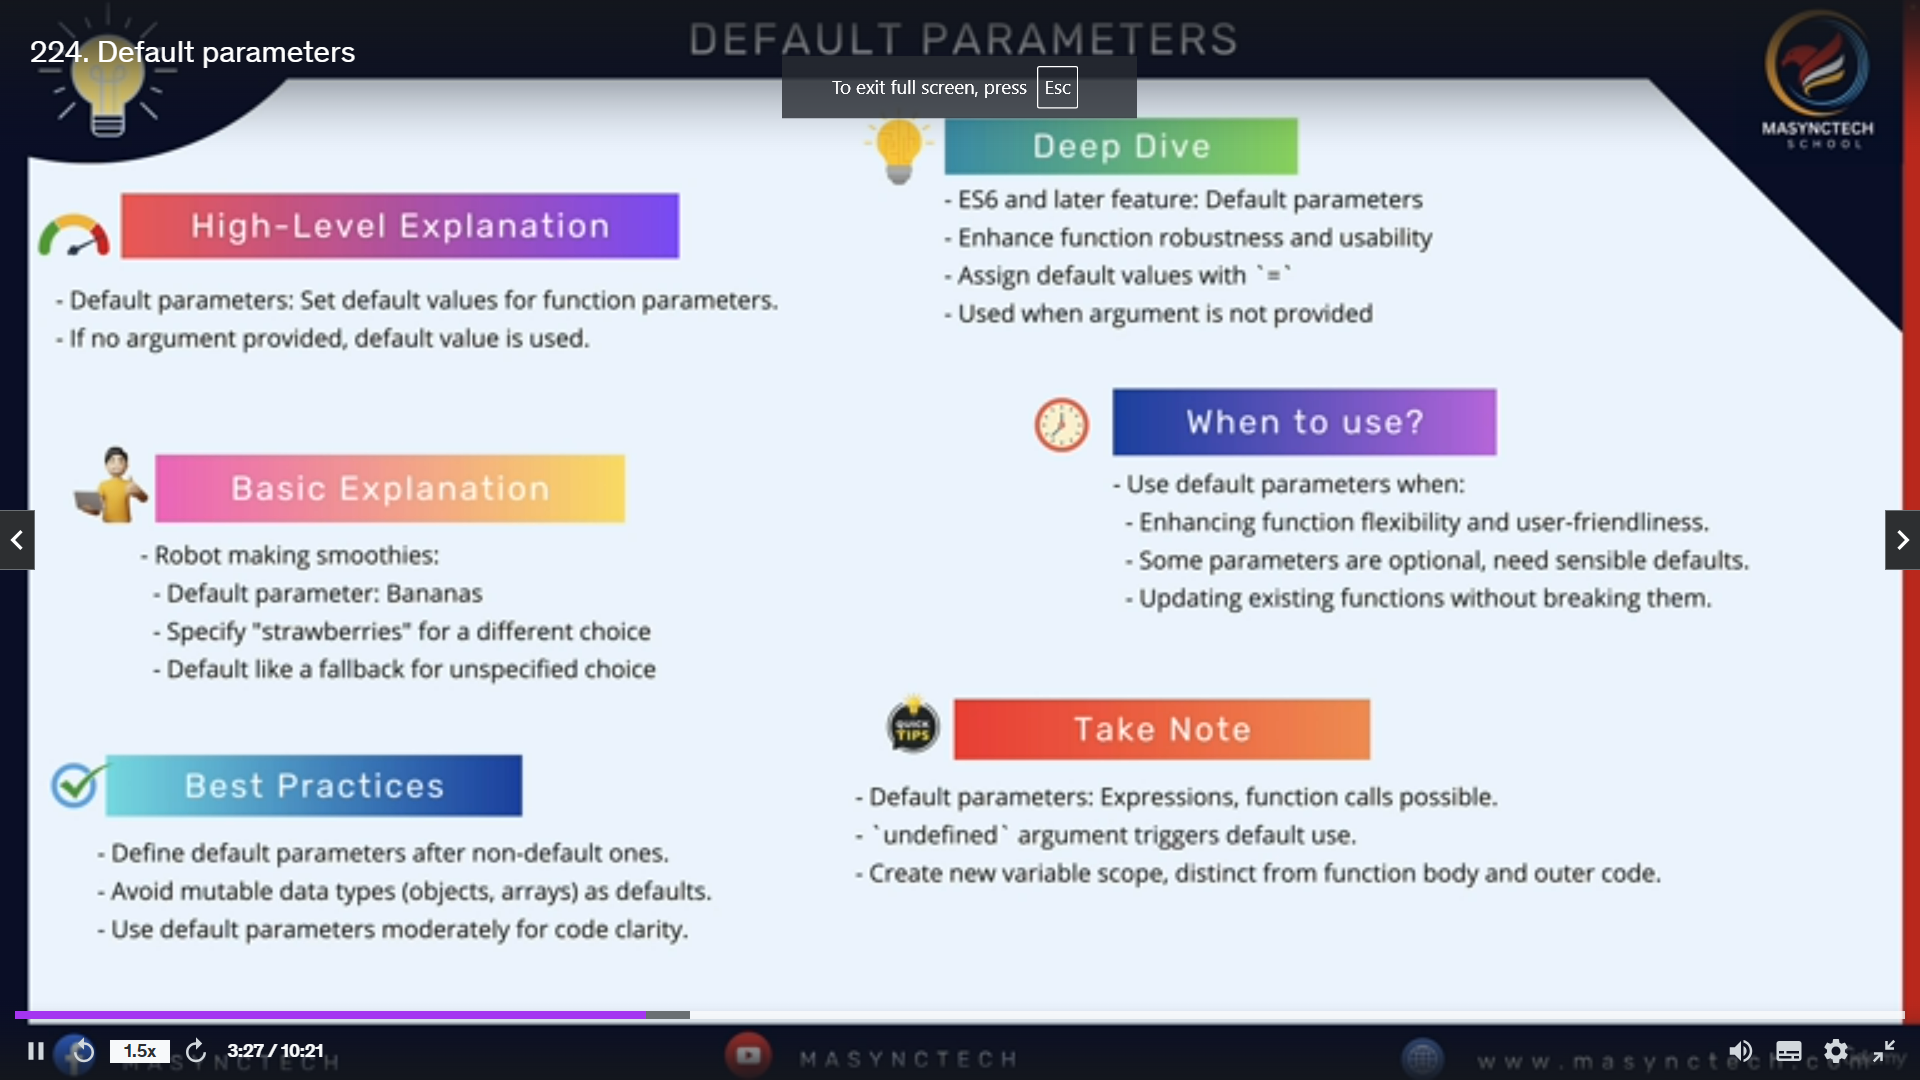 DEFAULT PARAMETERS
224. Default parameters
To exit full screen, press Esc
MASYNCTECH
SCHOOL
High-Level Explanation
- Default parameters: Set default values for function parameters.
- If no argument provided, default value is used.
Basic Explanation
- Robot making smoothies:
- Default parameter: Bananas
- Specify "strawberries" for a different choice
- Default like a fallback for unspecified choice
Best Practices
- Define default parameters after non-default ones.
- Avoid mutable data types (objects, arrays) as defaults.
- Use default parameters moderately for code clarity.
Deep Dive
- ES6 and later feature: Default parameters
- Enhance function robustness and usability
- Assign default values with `=`
- Used when argument is not provided
When to use?
- Use default parameters when:
- Enhancing function flexibility and user-friendliness.
- Some parameters are optional, need sensible defaults.
- Updating existing functions without breaking them.
QUICK
TIPS
Take Note
- Default parameters: Expressions, function calls possible.
- `undefined` argument triggers default use.
- Create new variable scope, distinct from function body and outer code.
1.5x
3:27 / 10:21
MASYNCTECH
MASYNCTECH
www.masynctech.com